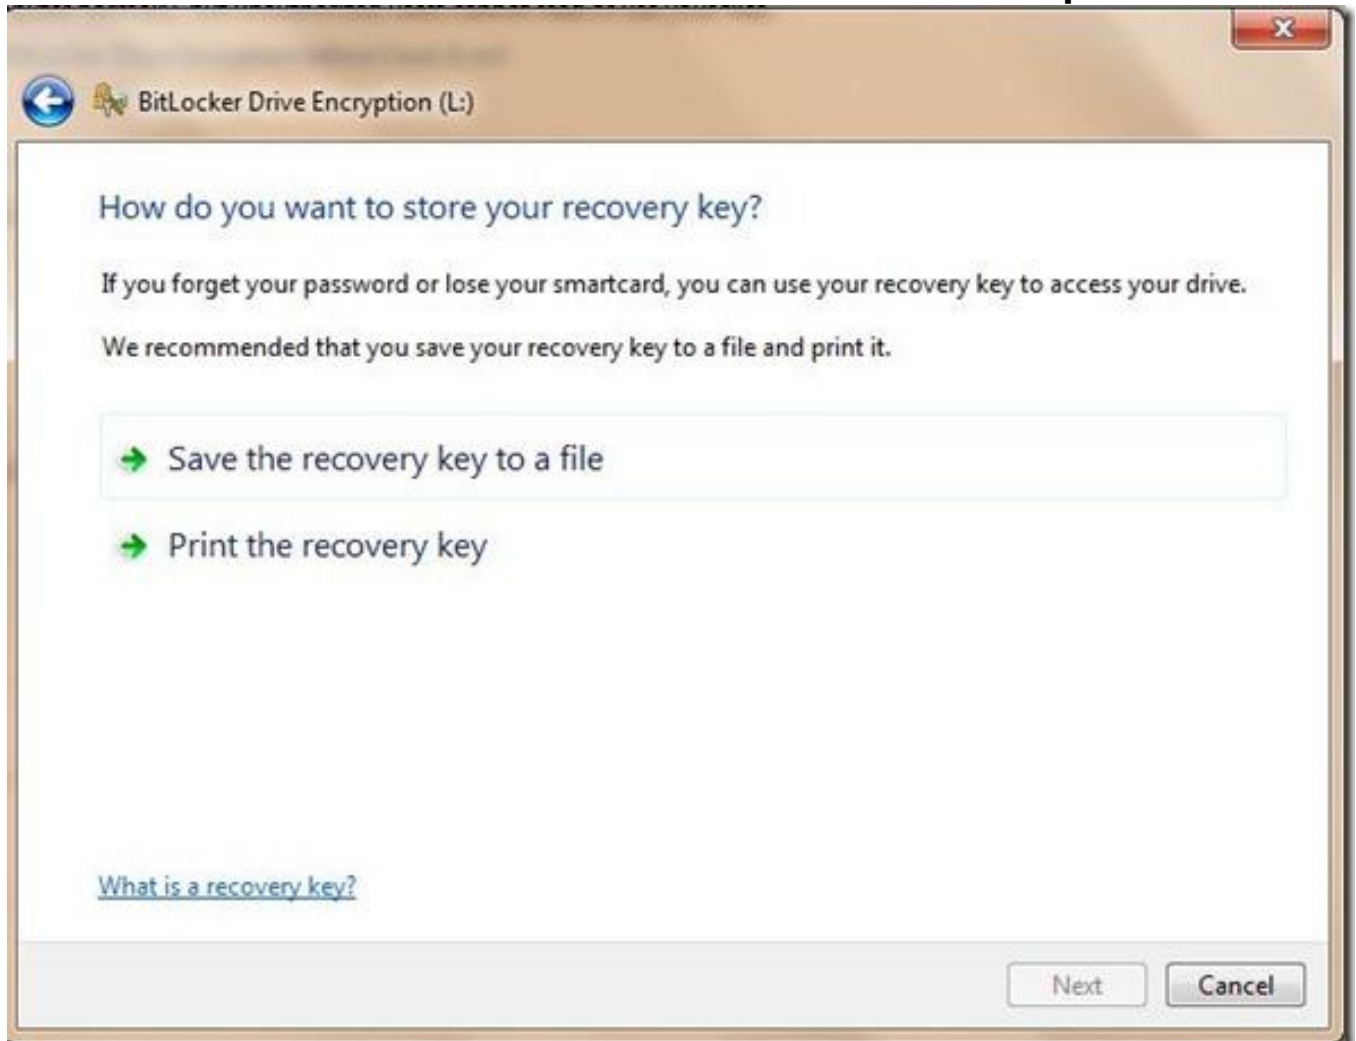 BitLocker Drive Encryption (L:)
How do you want to store your recovery key?
If you forget your password or lose your smartcard, you can use your recovery key to access your drive.
We recommended that you save your recovery key to a file and print it.
Save the recovery key to a file
Print the recovery key
What is a recovery key?
Next
Cancel